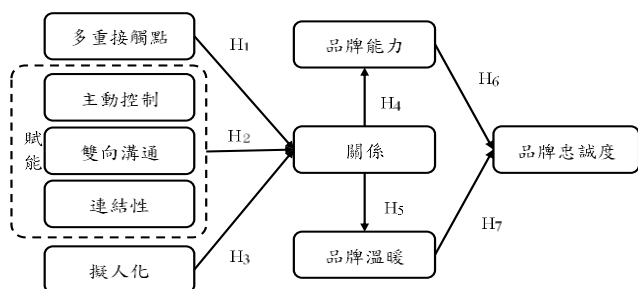 多重接觸點
H1
品牌能力
主動控制
H6
H4
賦能
雙向溝通
H2
關係
品牌忠誠度
連結性
H5
H7
擬人化
H3
品牌溫暖